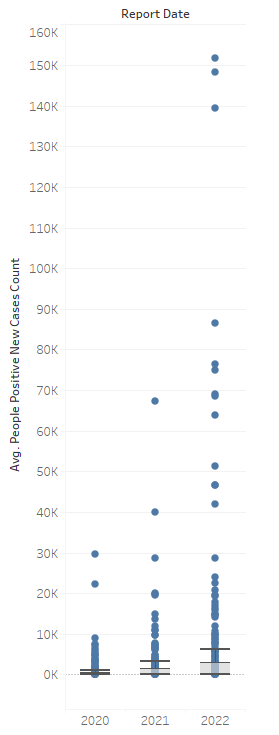 Report Date
160K
150K
140K
130K
120K
110K
100K
90K
80K
70K
60K
50K
40K
30K
20K
10K
0K
Avg. People Positive New Cases Count
2020 2021 2022